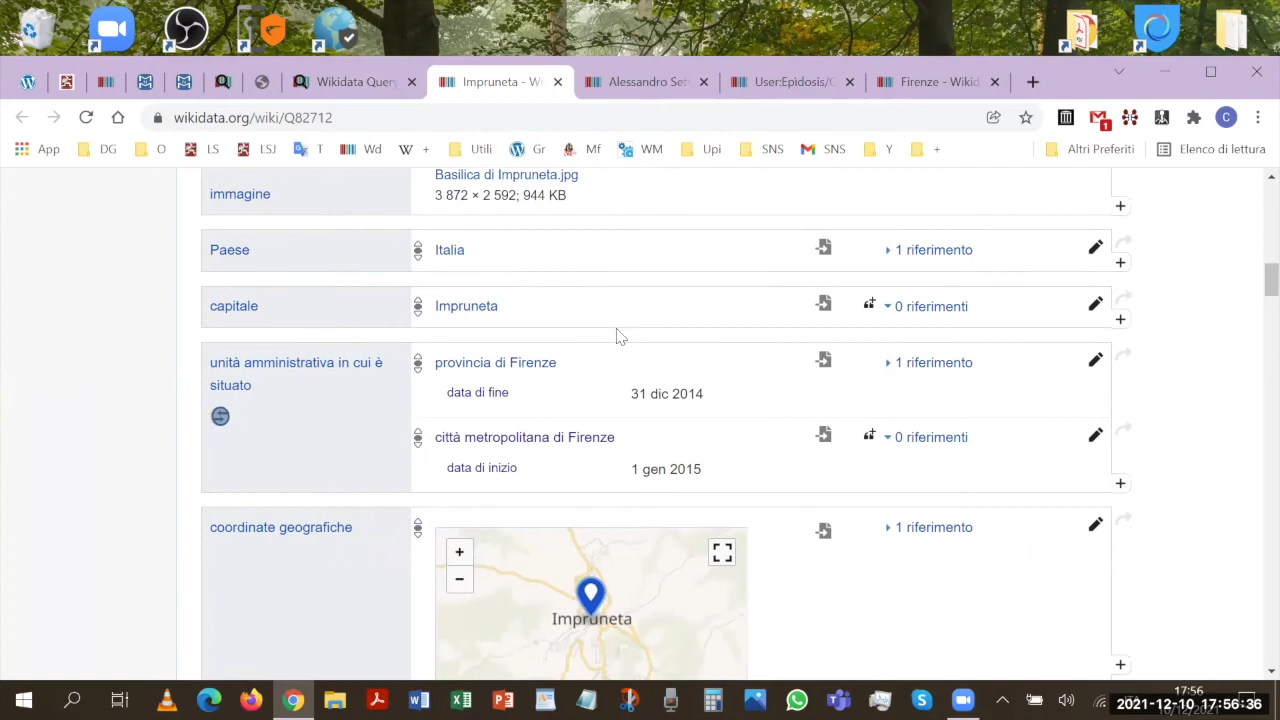 Wikidata Query
Impruneta - Wi
Alessandro Set
User:Epìdosis/
Firenze - Wikid
wikidata.org/wiki/Q82712
1
C
App
DG
O
LS
LSJ
T
Wd
+
Utili
Gr
Mf
WM
Upi
SNS
SNS
Y
+
Altri Preferiti
Elenco di lettura
Basilica di Impruneta.jpg
immagine
3 872 × 2 592; 944 KB
Paese
Italia
1 riferimento
capitale
Impruneta
0 riferimenti
unità amministrativa in cui è
situato
provincia di Firenze
1 riferimento
data di fine
31 dic 2014
città metropolitana di Firenze
0 riferimenti
data di inizio
1 gen 2015
coordinate geografiche
1 riferimento
Impruneta
17:56
2021-12-10 17:56:36